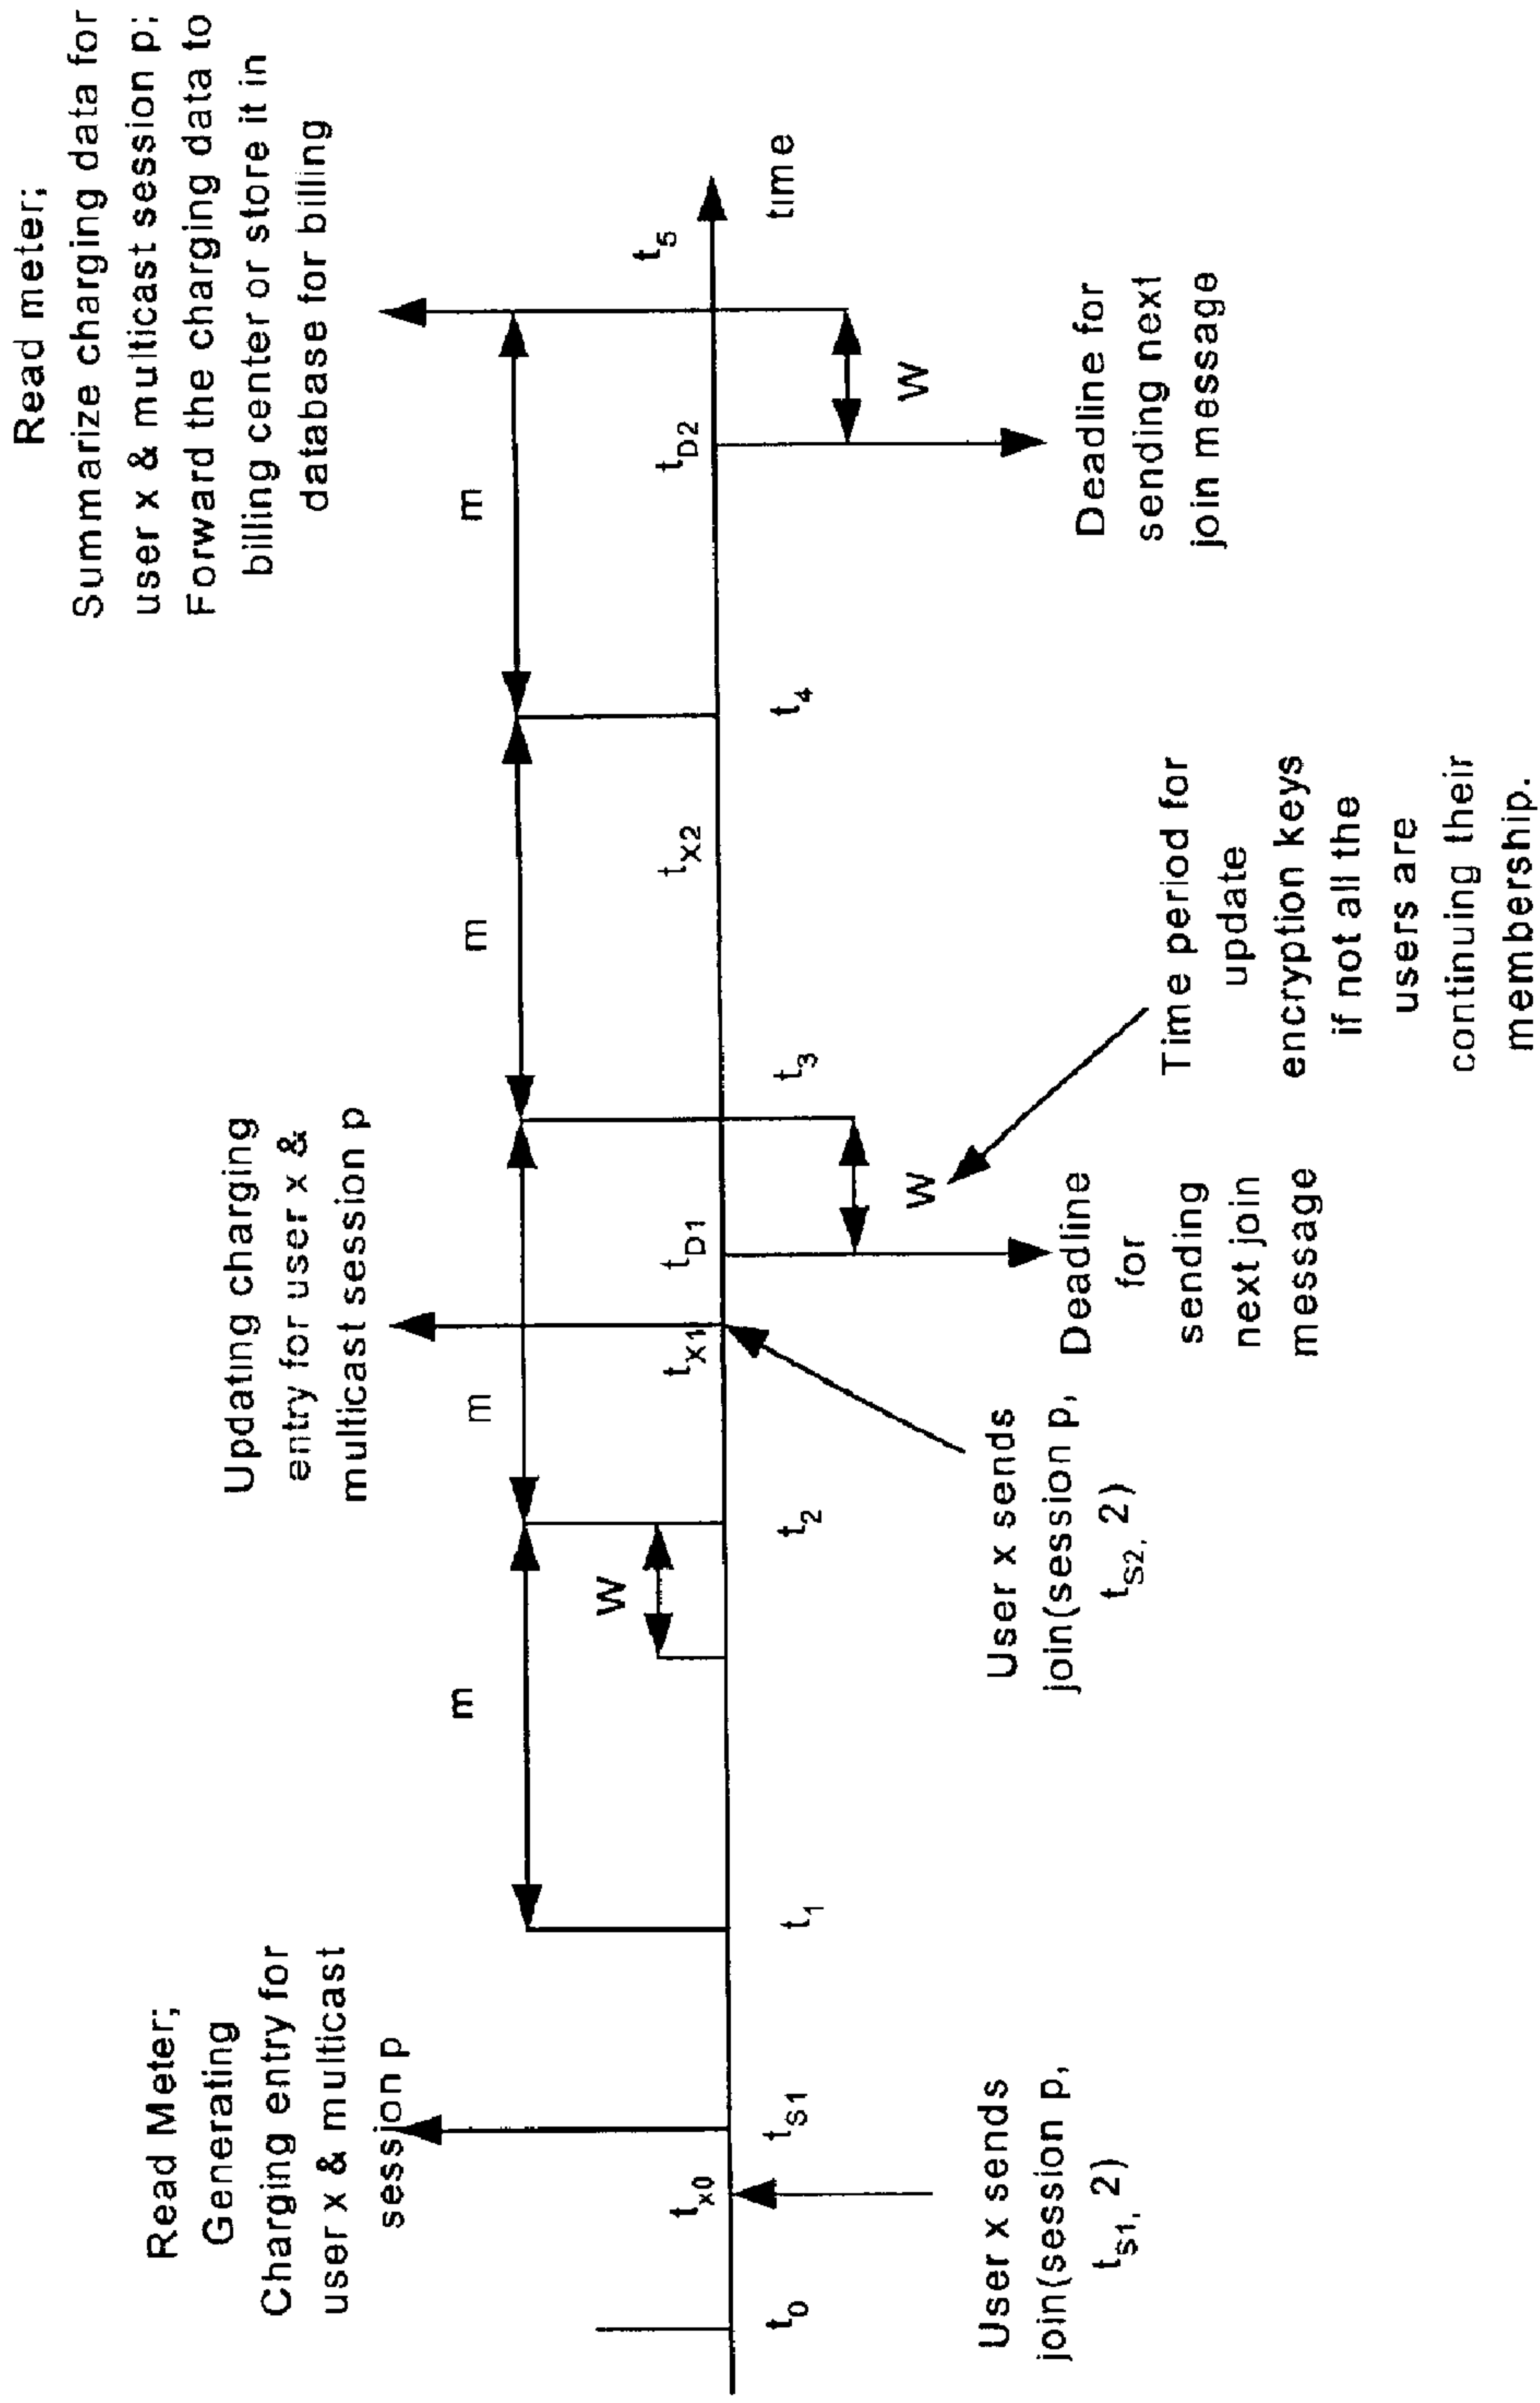 Read Meter;
Generating
Charging entry for
user x & multicast
session p
Updating charging
entry for user x &
multicast session p
Read meter;
Summarize charging data for
user x & multicast session p;
Forward the charging data to
billing center or store it in
database for billing
m
m
m
m
W
t0
tx0
tS1
t1
t2
tX1
tD1
t3
tX2
t4
tD2
t5
time
W
W
User x sends
join(session p,
tS1, 2)
User x sends
join(session p,
tS2, 2)
Deadline
for
sending
next join
message
Time period for
update
encryption keys
if not all the
users are
continuing their
membership.
Deadline for
sending next
join message